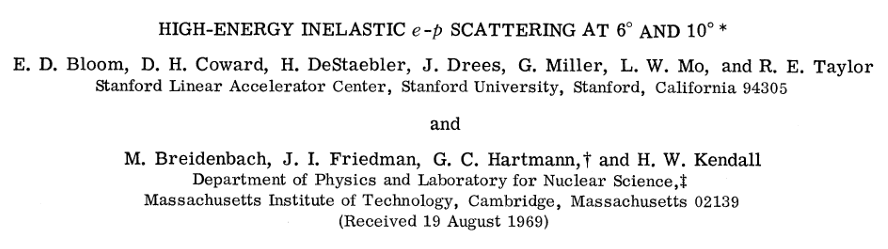 HIGH-ENERGY INELASTIC e-p SCATTERING AT 6° AND 10° *
E. D. Bloom, D. H. Coward, H. DeStaebler, J. Drees, G. Miller, L. W. Mo, and R. E. Taylor
Stanford Linear Accelerator Center, Stanford University, Stanford, California 94305
and
M. Breidenbach, J. I. Friedman, G. C. Hartmann,† and H. W. Kendall
Department of Physics and Laboratory for Nuclear Science,‡
Massachusetts Institute of Technology, Cambridge, Massachusetts 02139
(Received 19 August 1969)